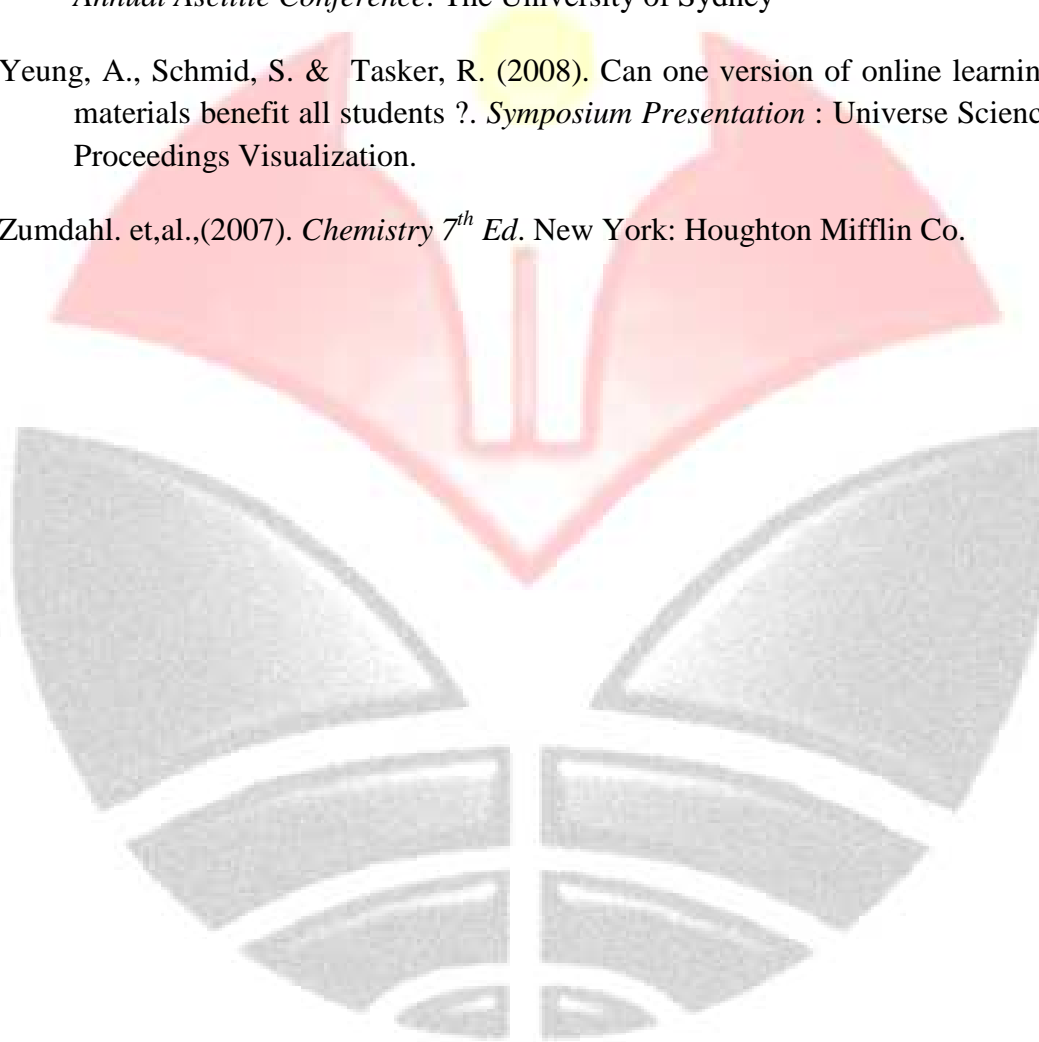 Annual Ascilite Conference. The University of Sydney
Yeung, A., Schmid, S. & Tasker, R. (2008). Can one version of online learnin
materials benefit all students ?. Symposium Presentation : Universe Scienc
Proceedings Visualization.
Zumdahl. et,al.,(2007). Chemistry 7th Ed. New York: Houghton Mifflin Co.